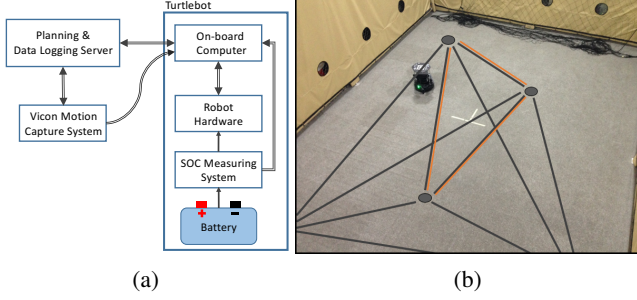 Turtlebot
Planning &
Data Logging Server
On-board
Computer
Vicon Motion
Capture System
Robot
Hardware
SOC Measuring
System
+
-
Battery
(a)
(b)